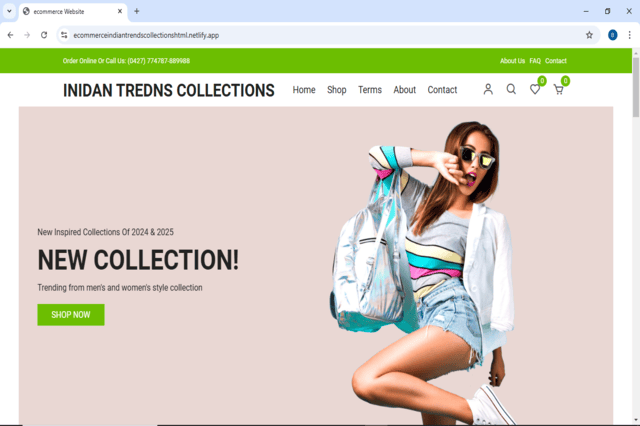 ecommerce Website
ecommerceindiantrendscollectionshtml.netlify.app
8
Order Online Or Call Us: (0427) 774787-889988
About Us FAQ Contact
INIDAN TREDNS COLLECTIONS
Home Shop Terms About Contact
0 0
New Inspired Collections Of 2024 & 2025
NEW COLLECTION!
Trending from men's and women's style collection
SHOP NOW